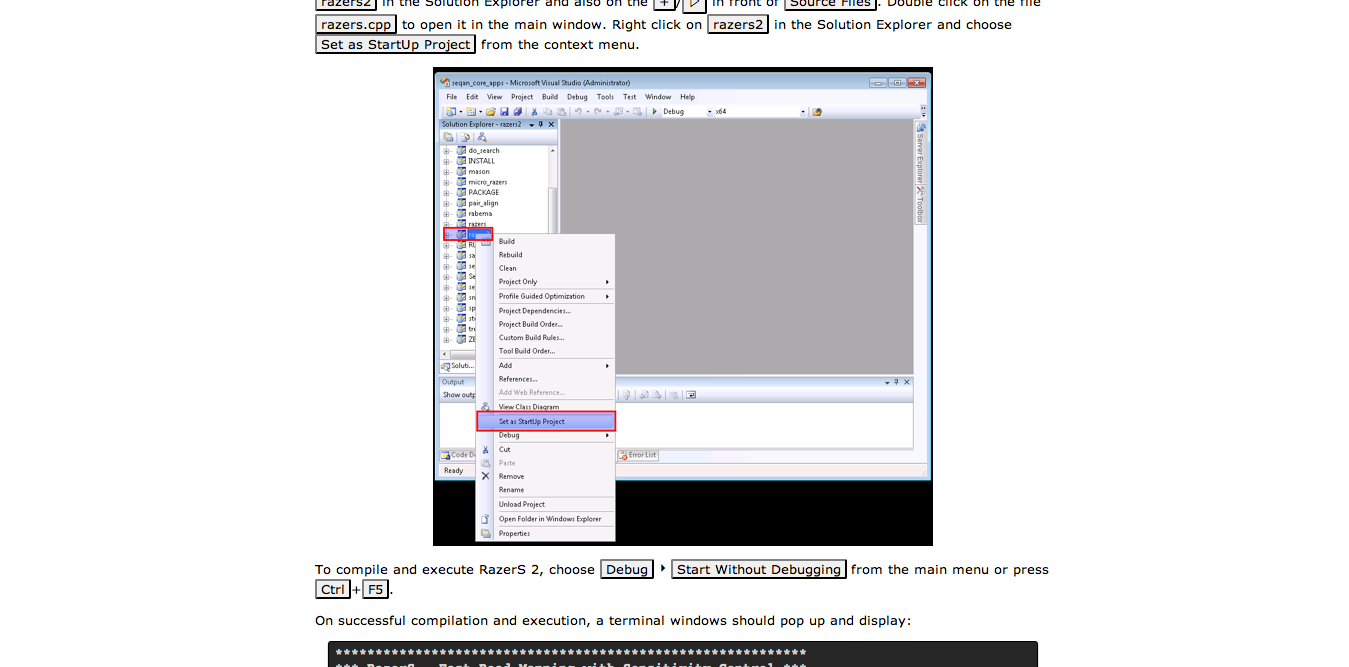 razers2 in the Solution Explorer and also on the + / ▷ in front of Source Files. Double click on the file
razers.cpp to open it in the main window. Right click on razers2 in the Solution Explorer and choose
Set as StartUp Project from the context menu.
seqan_core_apps - Microsoft Visual Studio (Administrator)
File Edit View Project Build Debug Tools Test Window Help
Debug x64
Solution Explorer - razers2
do_search
INSTALL
mason
micro_razers
PACKAGE
pair_align
rabema
razers
Server Explorer
Toolbox
Build
Rebuild
Clean
Project Only
Profile Guided Optimization
Project Dependencies...
Project Build Order...
Custom Build Rules...
Tool Build Order...
Add
References...
Add Web Reference...
View Class Diagram
Set as StartUp Project
Debug
Cut
Paste
Remove
Rename
Unload Project
Open Folder in Windows Explorer
Properties
Soluti...
Output
Show outp
Code De
Error List
Ready
To compile and execute RazerS 2, choose Debug ‣ Start Without Debugging from the main menu or press
Ctrl+F5.
On successful compilation and execution, a terminal windows should pop up and display:
***********************************************************
*** RazerS - Fast Read Mapping with Sensitivity Control ***